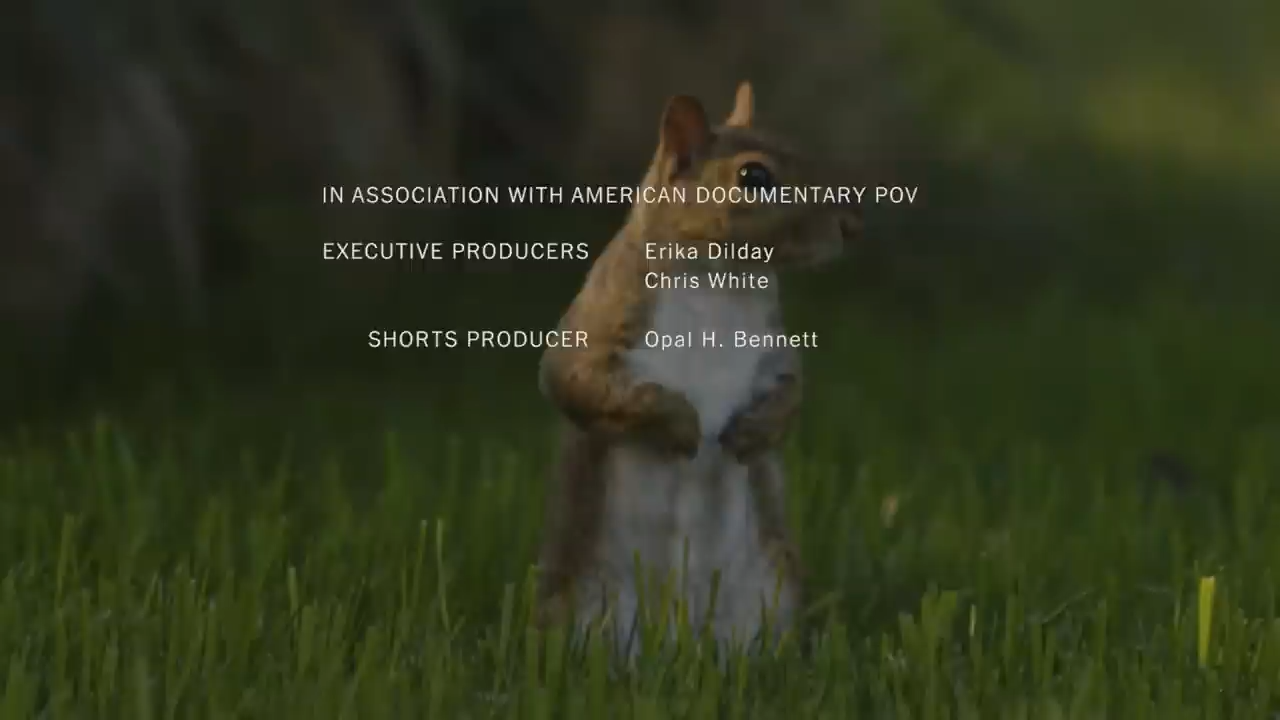 IN ASSOCIATION WITH AMERICAN DOCUMENTARY POV
EXECUTIVE PRODUCERS Erika Dilday
Chris White
SHORTS PRODUCER Opal H. Bennett